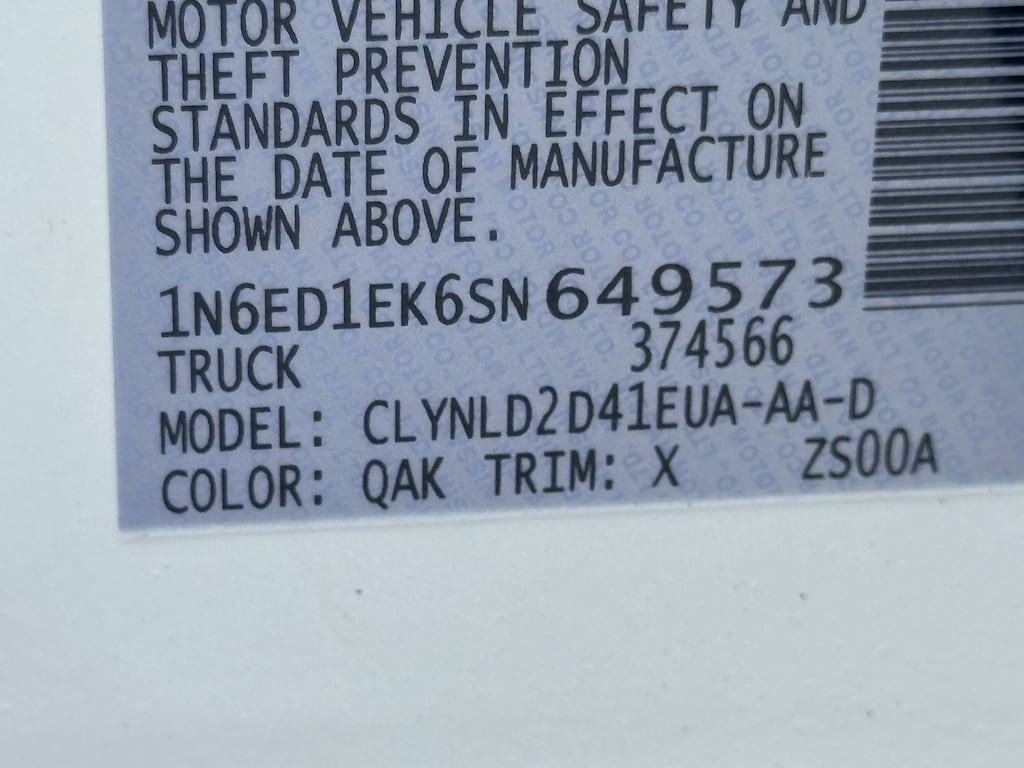 MOTOR VEHICLE SAFETY AND
THEFT PREVENTION
STANDARDS IN EFFECT ON
THE DATE OF MANUFACTURE
SHOWN ABOVE.
1N6ED1EK6SN649573
TRUCK 374566
MODEL: CLYNLD2D41EUA-AA-D
COLOR: QAK TRIM: X ZS00A